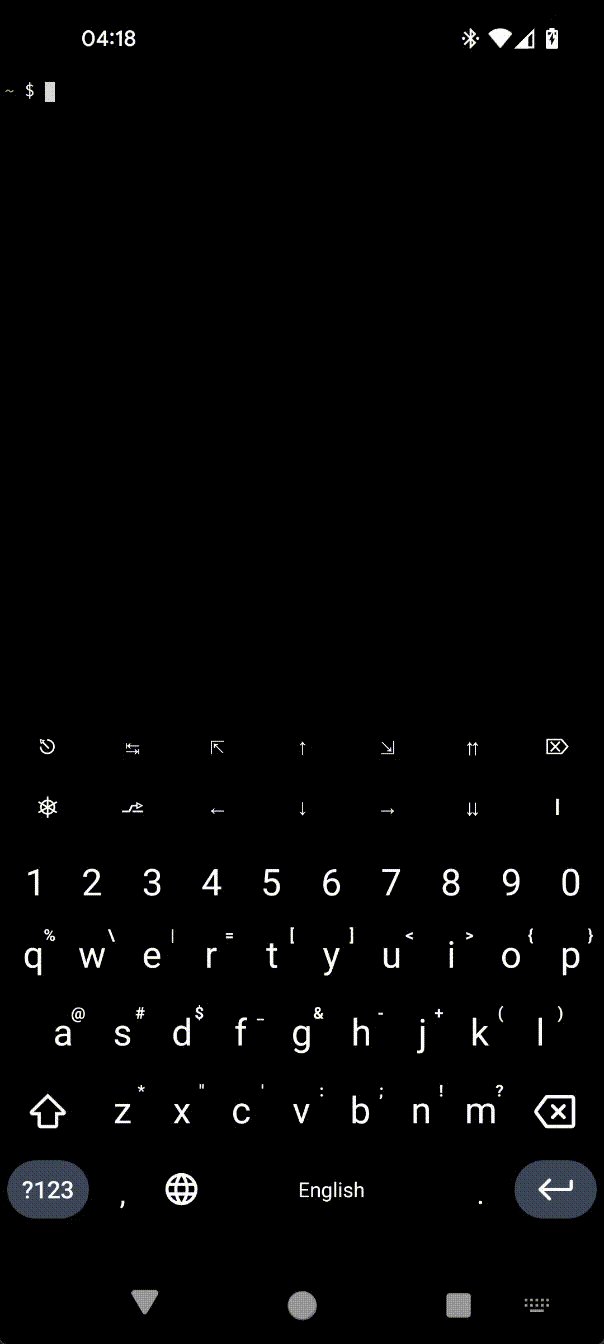 04:18
~ $
1 2 3 4 5 6 7 8 9 0
% \ | = [ ] < > { }
q w e r t y u i o p
@ # $ _ & - + ( )
a s d f g h j k l
* " ' : ; ! ?
z x c v b n m
?123 , English .